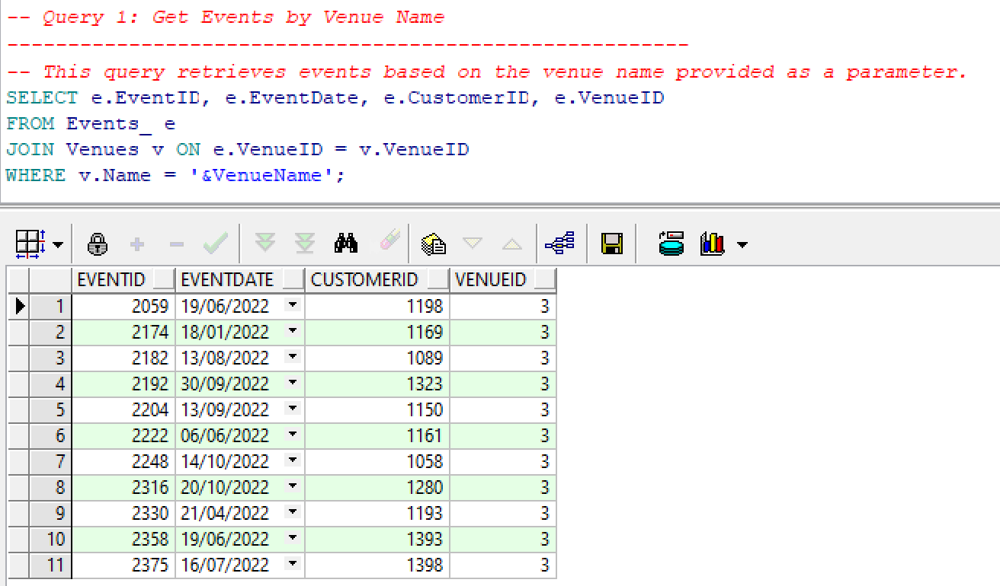 -- Query 1: Get Events by Venue Name
--------------------------------------------------------
-- This query retrieves events based on the venue name provided as a parameter.
SELECT e.EventID, e.EventDate, e.CustomerID, e.VenueID
FROM Events_ e
JOIN Venues v ON e.VenueID = v.VenueID
WHERE v.Name = '&VenueName';
EVENTID EVENTDATE CUSTOMERID VENUEID
1 2059 19/06/2022 1198 3
2 2174 18/01/2022 1169 3
3 2182 13/08/2022 1089 3
4 2192 30/09/2022 1323 3
5 2204 13/09/2022 1150 3
6 2222 06/06/2022 1161 3
7 2248 14/10/2022 1058 3
8 2316 20/10/2022 1280 3
9 2330 21/04/2022 1193 3
10 2358 19/06/2022 1393 3
11 2375 16/07/2022 1398 3